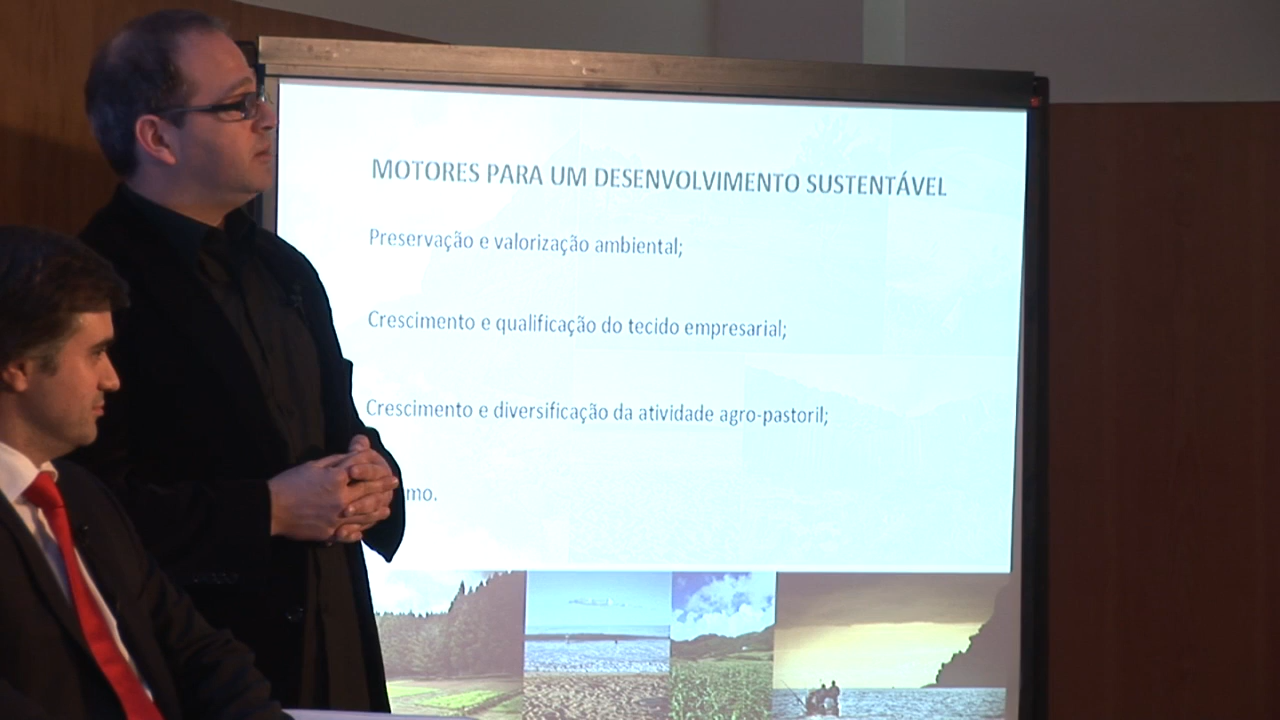 MOTORES PARA UM DESENVOLVIMENTO SUSTENTÁVEL
Preservação e valorização ambiental;
Crescimento e qualificação do tecido empresarial;
Crescimento e diversificação da atividade agro-pastoril;